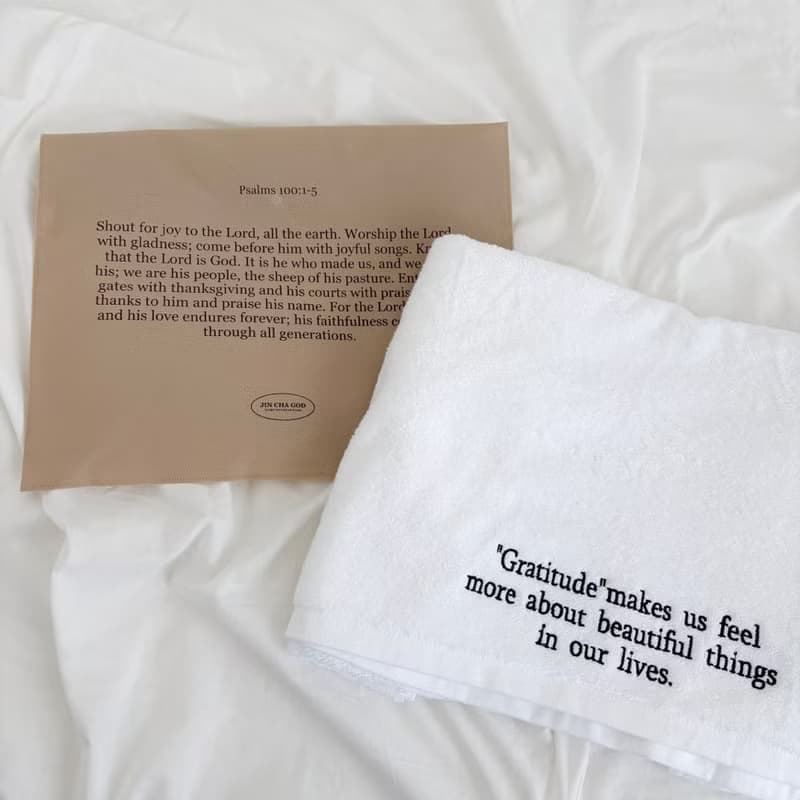 Psalms 100:1-5
Shout for joy to the Lord, all the earth. Worship the Lord
with gladness; come before him with joyful songs.
that the Lord is God. It is he who made us, and we
his; we are his people, the sheep of his pasture.
gates with thanksgiving and his courts with
thanks to him and praise his name. For the Lord
and his love endures forever; his faithfulness
through all generations.
JIN CHA GOD
"Gratitude"makes us feel
more about beautiful things
in our lives.